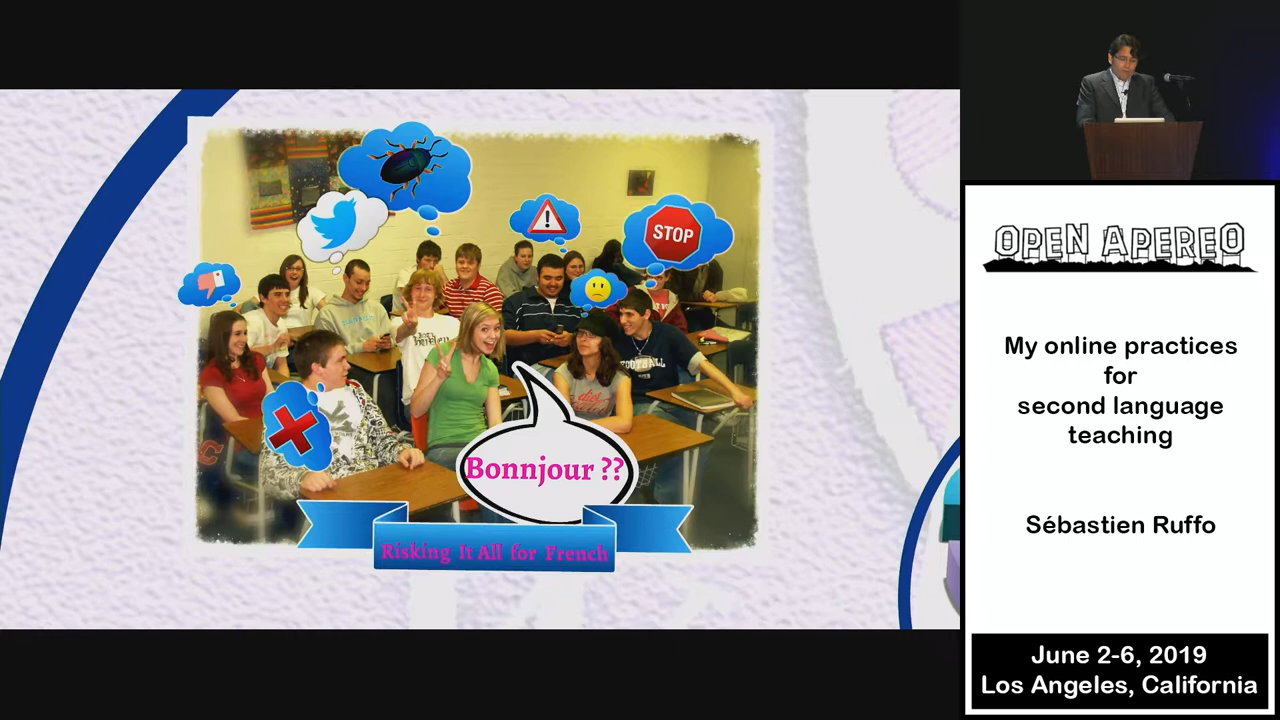 STOP
FOOTBALL
Bonnjour ??
Risking It All for French
OPEN APEREO
My online practices
for
second language
teaching
Sébastien Ruffo
June 2-6, 2019
Los Angeles, California